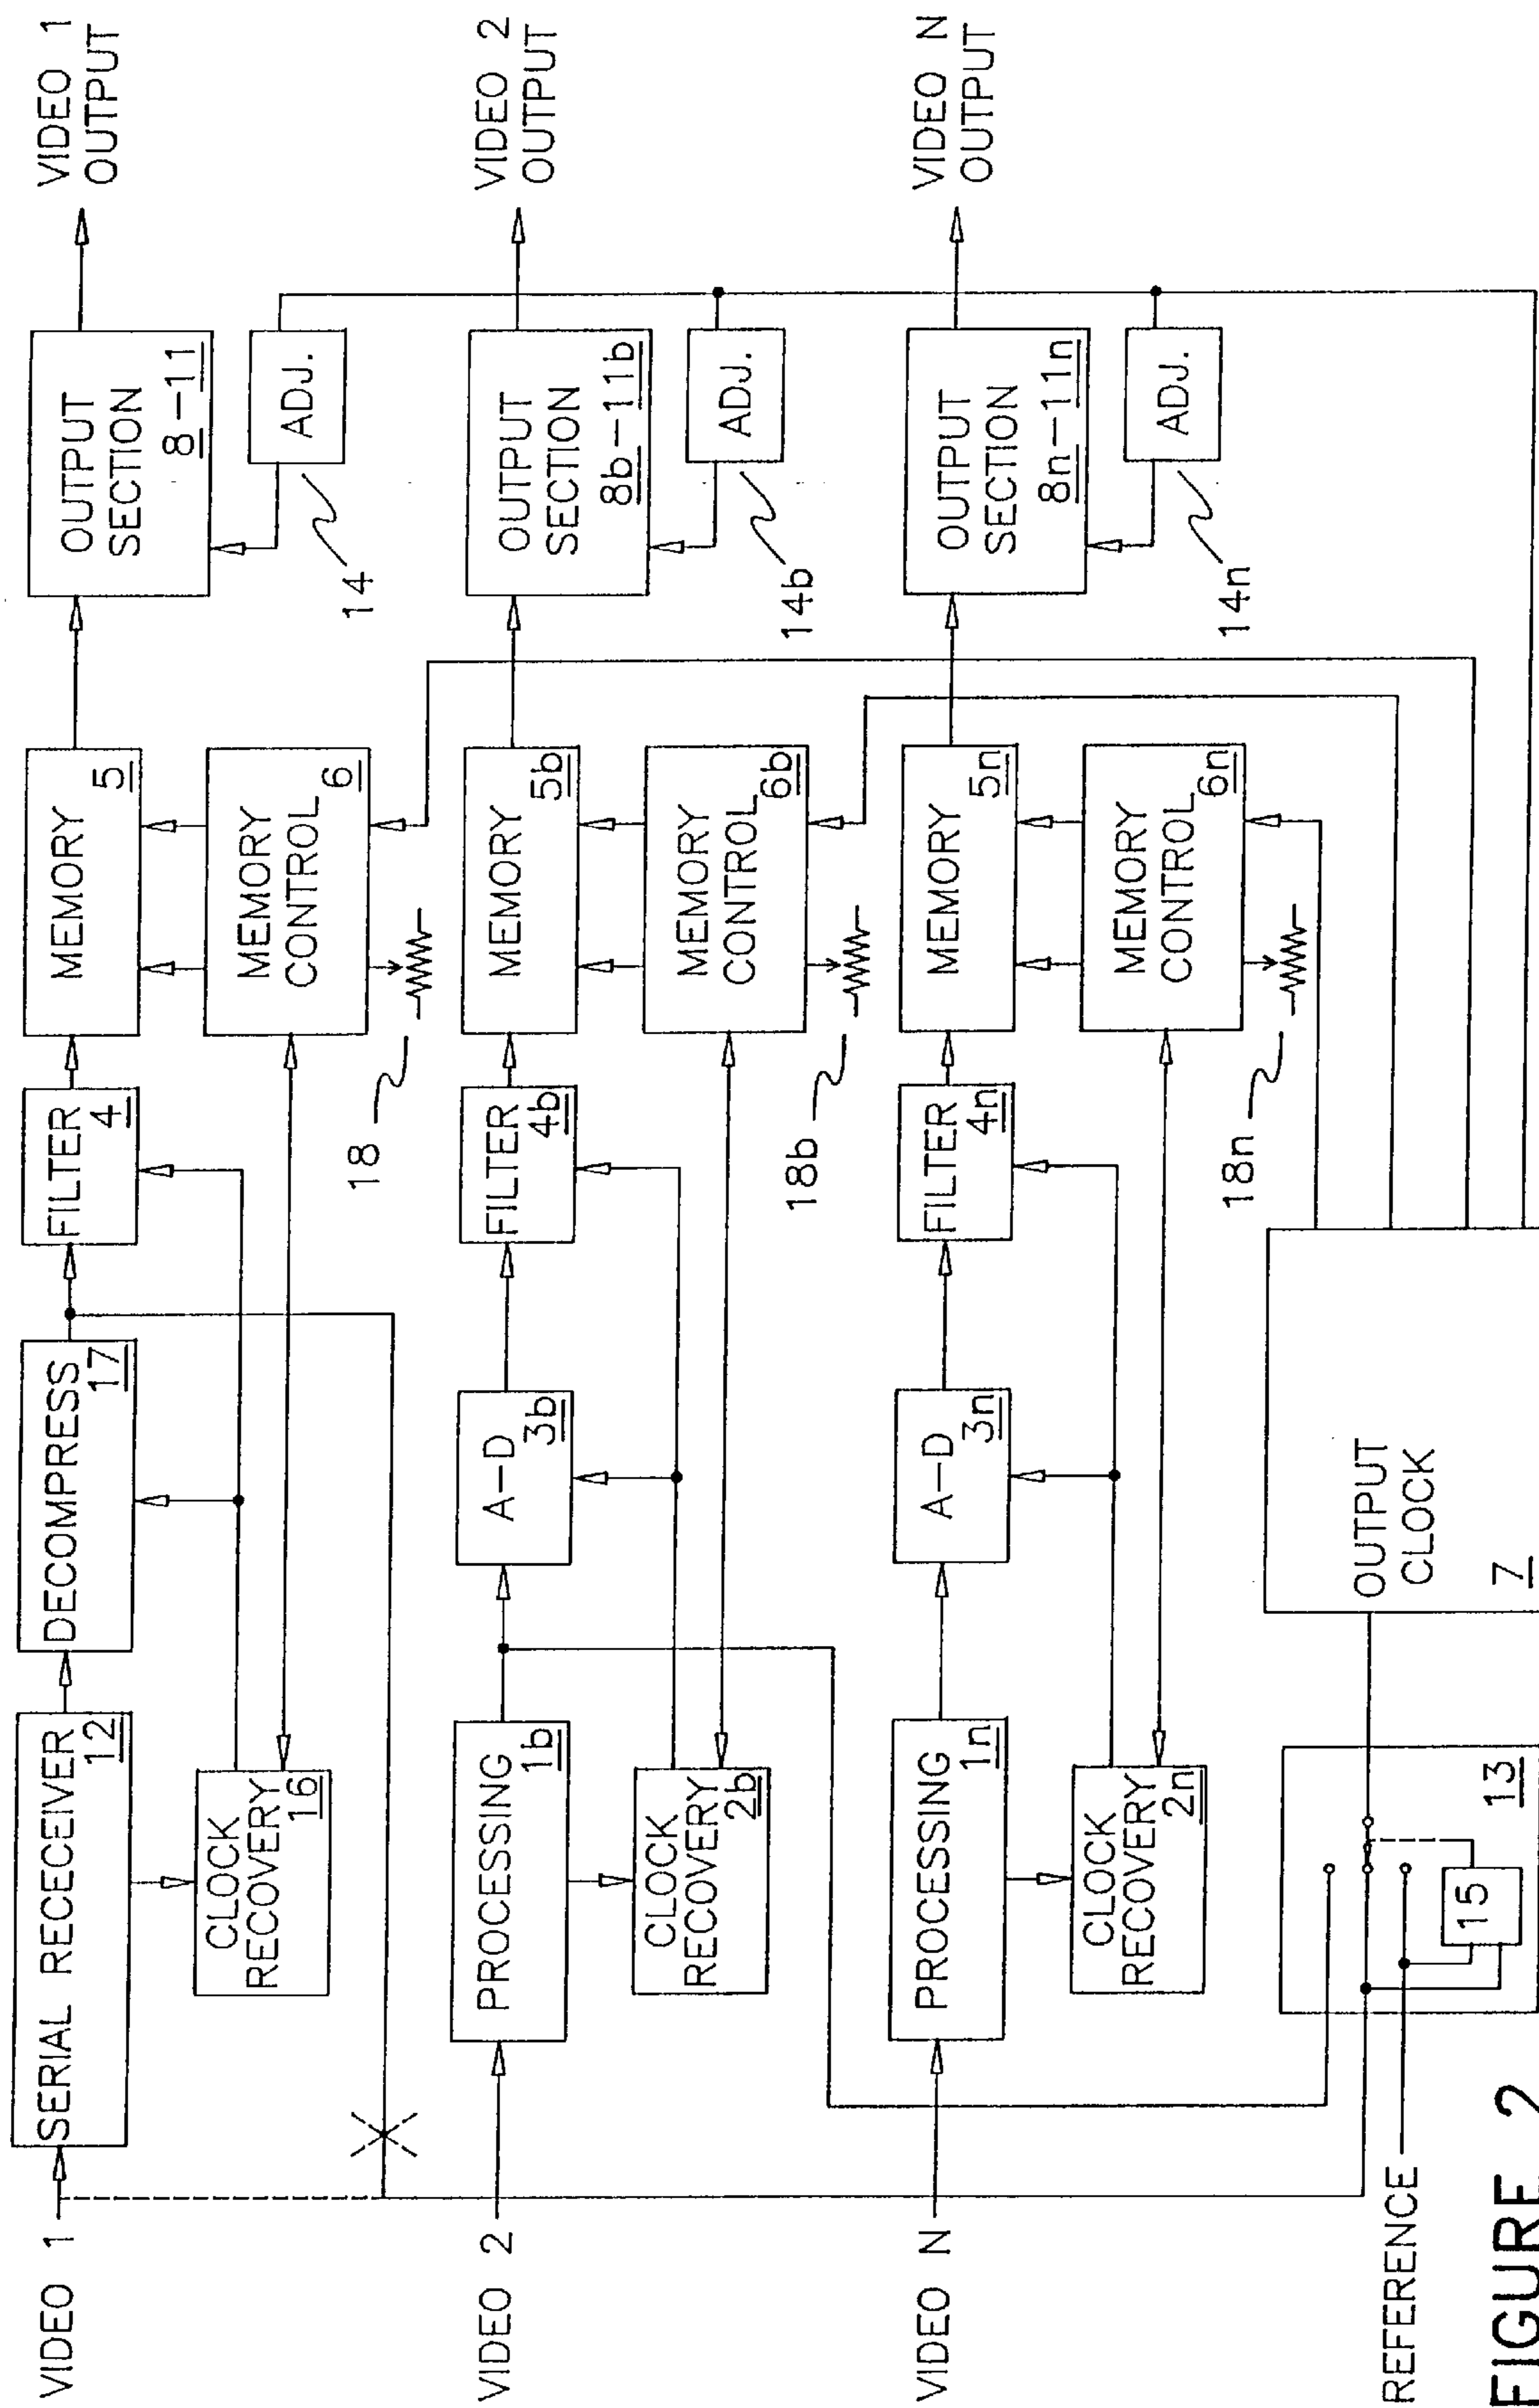 VIDEO 1
SERIAL RECEIVER 12
DECOMPRESS 17
FILTER 4
MEMORY 5
OUTPUT
SECTION
8-11
VIDEO 1
OUTPUT
CLOCK
RECOVERY 16
MEMORY
CONTROL 6
ADJ.
18
14
VIDEO 2
PROCESSING 1b
A-D 3b
FILTER 4b
MEMORY 5b
OUTPUT
SECTION
8b-11b
VIDEO 2
OUTPUT
CLOCK
RECOVERY 2b
MEMORY
CONTROL 6b
ADJ.
18b
14b
VIDEO N
PROCESSING 1n
A-D 3n
FILTER 4n
MEMORY 5n
OUTPUT
SECTION
8n-11n
VIDEO N
OUTPUT
CLOCK
RECOVERY 2n
MEMORY
CONTROL 6n
ADJ.
18n
14n
REFERENCE
15
13
OUTPUT
CLOCK
7
FIGURE 2